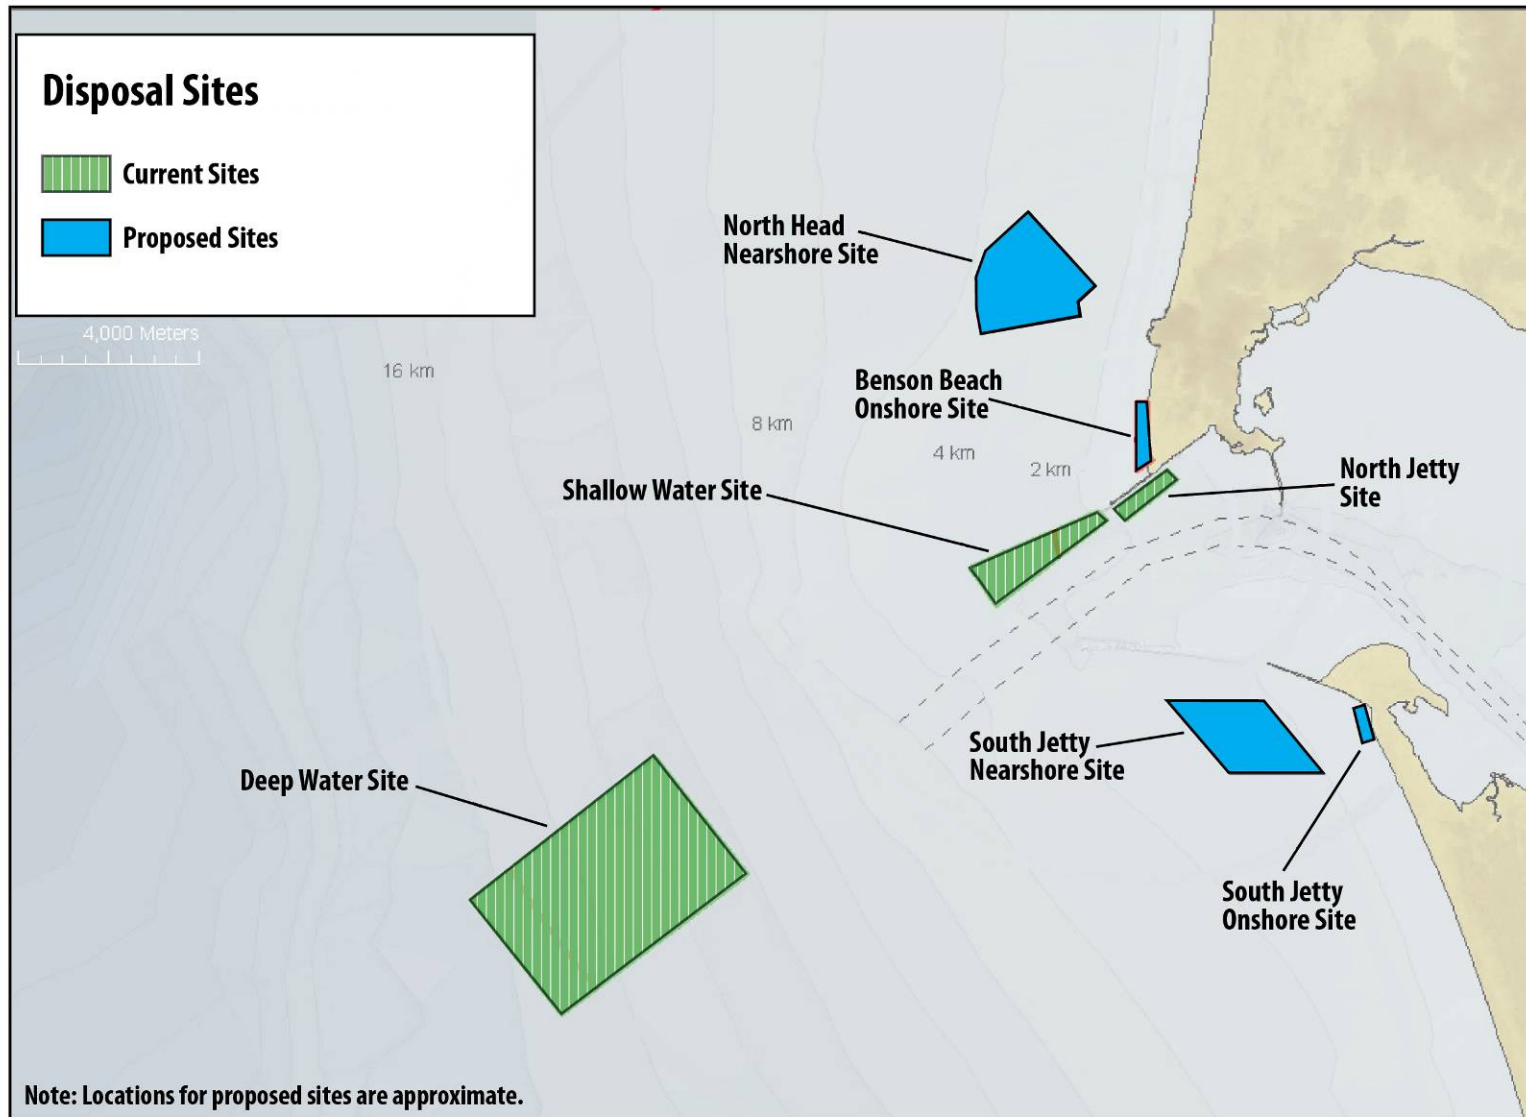 Disposal Sites
Current Sites
Proposed Sites
4,000 Meters
North Head
Nearshore Site
16 km
Benson Beach
Onshore Site
8 km
4 km
2 km
North Jetty
Site
Shallow Water Site
South Jetty
Nearshore Site
Deep Water Site
South Jetty
Onshore Site
Note: Locations for proposed sites are approximate.